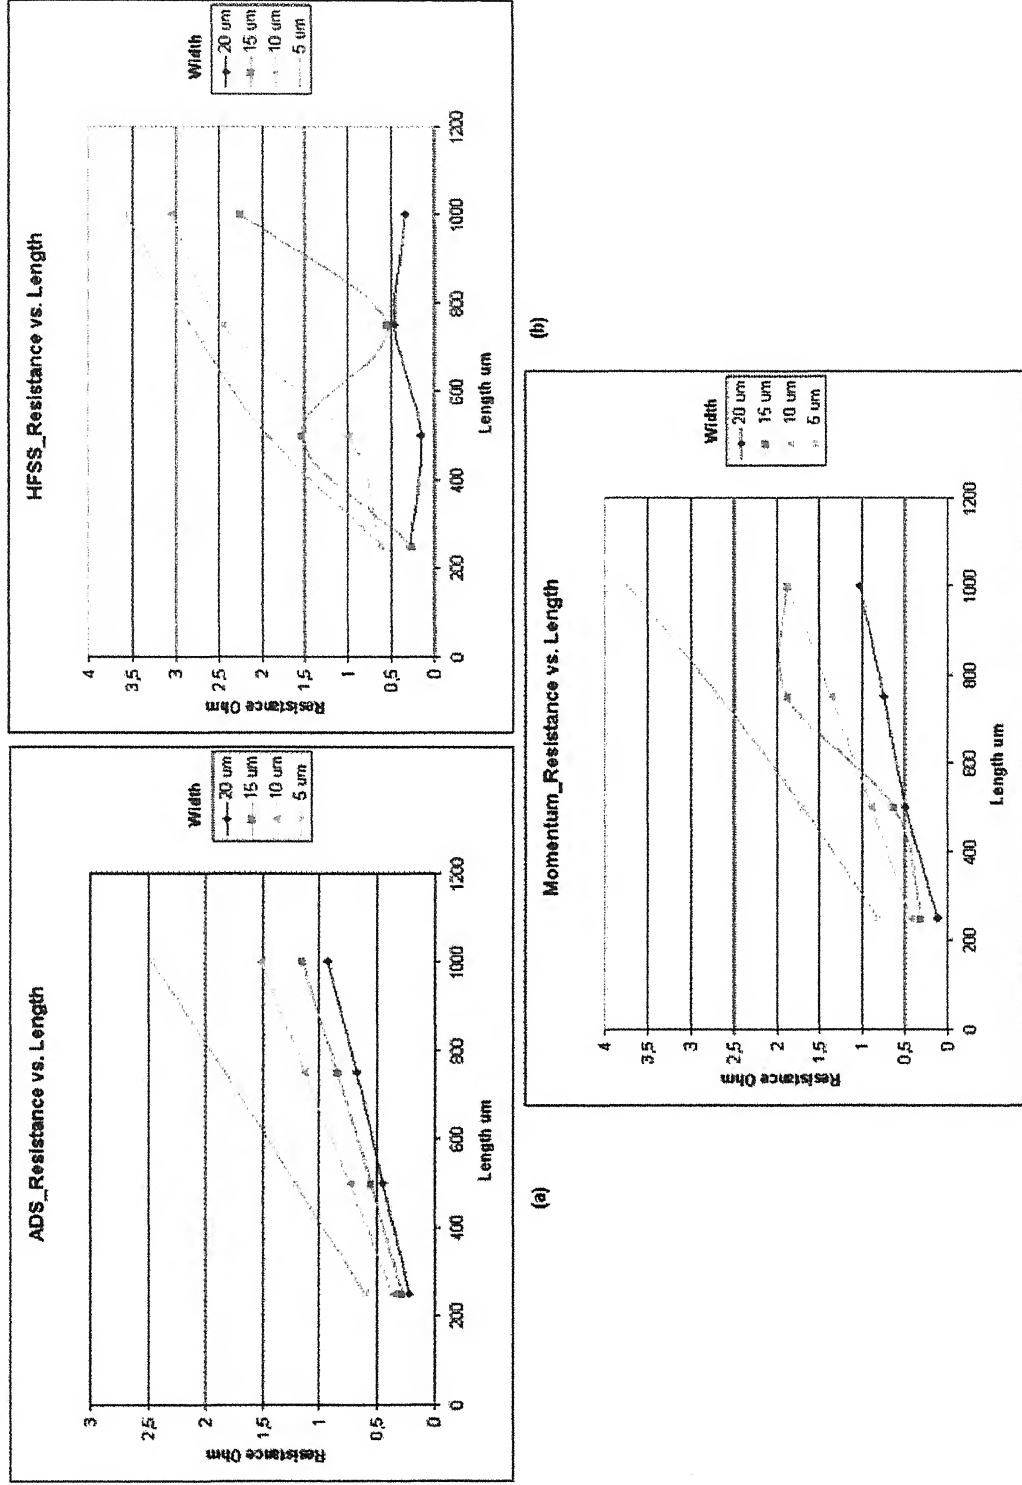 ADS_Resistance vs. Length
Resistance Ohm
3
2,5
2
1,5
1
0,5
0
0
200
400
600
800
1000
1200
Length um
Width
20 um
15 um
10 um
5 um
(a)
HFSS_Resistance vs. Length
Resistance Ohm
4
3,5
3
2,5
2
1,5
1
0,5
0
0
200
400
600
800
1000
1200
Length um
Width
20 um
15 um
10 um
5 um
(b)
Momentum_Resistance vs. Length
Resistance Ohm
4
3,5
3
2,5
2
1,5
1
0,5
0
0
200
400
600
800
1000
1200
Length um
Width
20 um
15 um
10 um
5 um